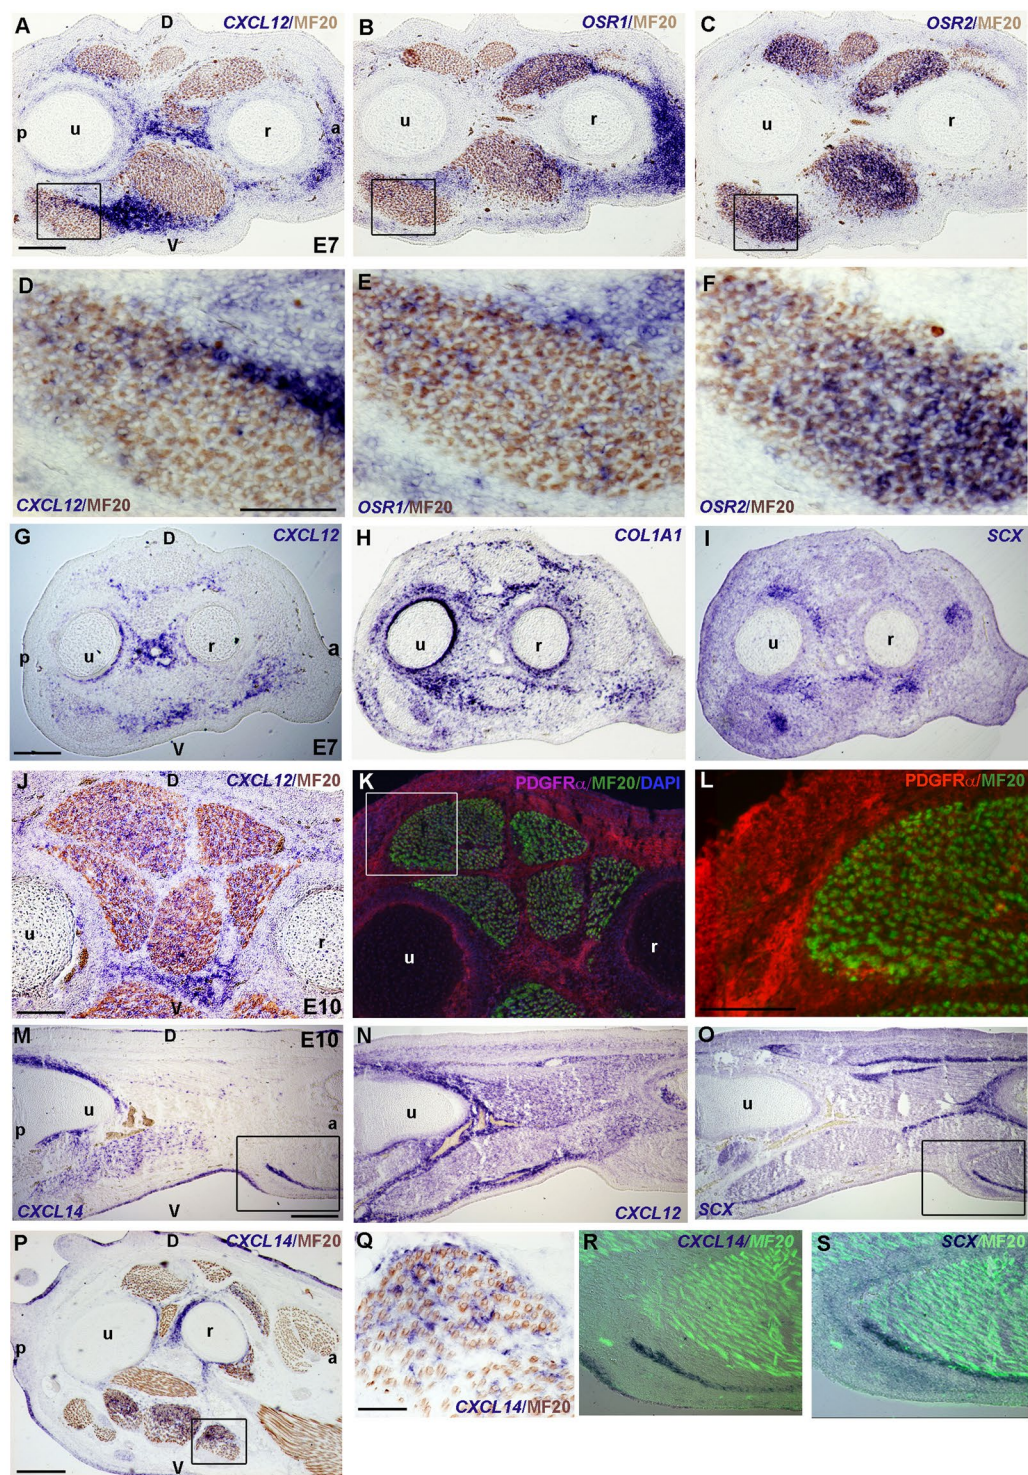 A D CXCL12/MF20
p u r a
V E7
B OSR1/MF20
u r
C OSR2/MF20
u r
D
CXCL12/MF20
E
OSR1/MF20
F
OSR2/MF20
G D CXCL12
p u r a
V E7
H COL1A1
u r
I SCX
u r
J D CXCL12/MF20
u r
V E10
K PDGFRα/MF20/DAPI
u r
L PDGFRα/MF20
M D E10
u
p a
CXCL14 V
N
u
CXCL12
O
u
SCX
P D CXCL14/MF20
u r
p a
V
Q
CXCL14/MF20
R CXCL14/MF20
S SCX/MF20